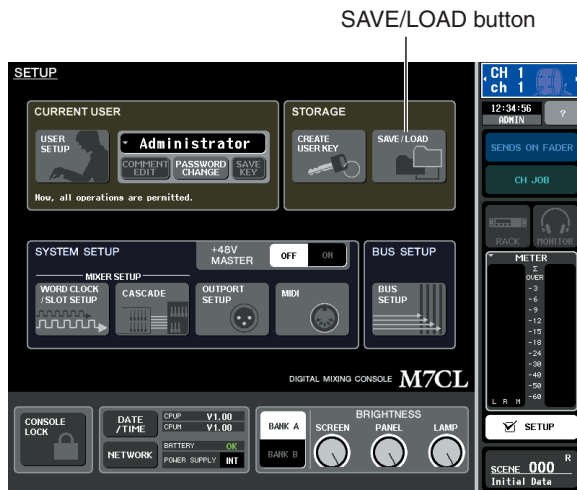 SAVE/LOAD button
SETUP
CURRENT USER
USER
SETUP
Administrator
COMMENT
EDIT
PASSWORD
CHANGE
SAVE
KEY
Now, all operations are permitted.
STORAGE
CREATE
USER KEY
SAVE/LOAD
SYSTEM SETUP
+48V
MASTER
OFF
ON
MIXER SETUP
WORD CLOCK
/SLOT SETUP
CASCADE
OUTPORT
SETUP
MIDI
BUS SETUP
BUS
SETUP
DIGITAL MIXING CONSOLE M7CL
CONSOLE
LOCK
DATE
/TIME
CPUP V1.00
CPUM V1.00
NETWORK
BATTERY OK
POWER SUPPLY INT
BANK A
BANK B
BRIGHTNESS
SCREEN
PANEL
LAMP
CH 1
ch 1
12:34:56
ADMIN
?
SENDS ON FADER
CH JOB
RACK
MONITOR
METER
Σ
OVER
-3
-6
-9
-12
-15
-18
-24
-30
-40
-50
-60
L R M
SETUP
R
SCENE 000
Initial Data